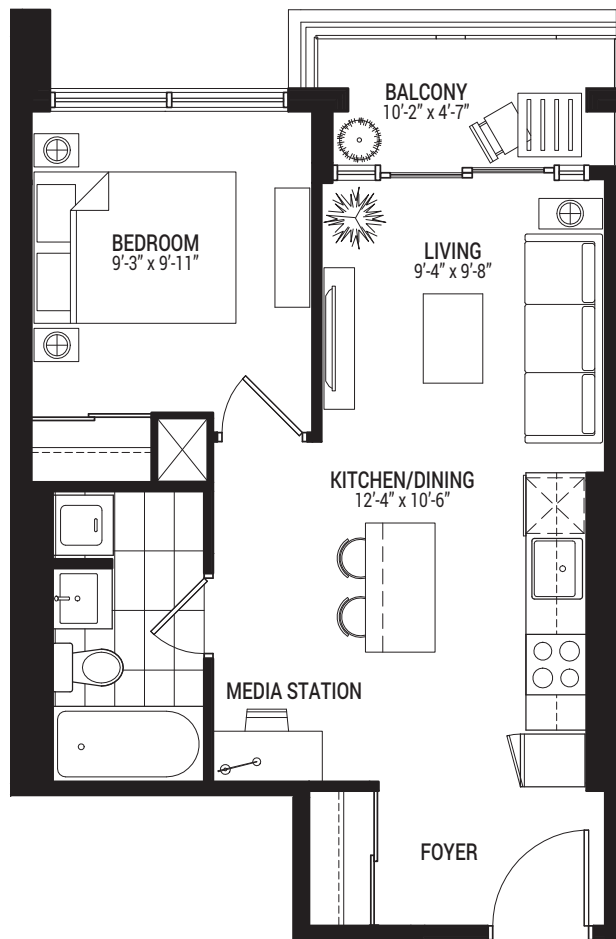 BALCONY
10'-2” x 4'-7”
BEDROOM
9'-3” x 9'-11”
LIVING
9'-4” x 9'-8”
KITCHEN/DINING
12'-4” x 10'-6”
MEDIA STATION
FOYER